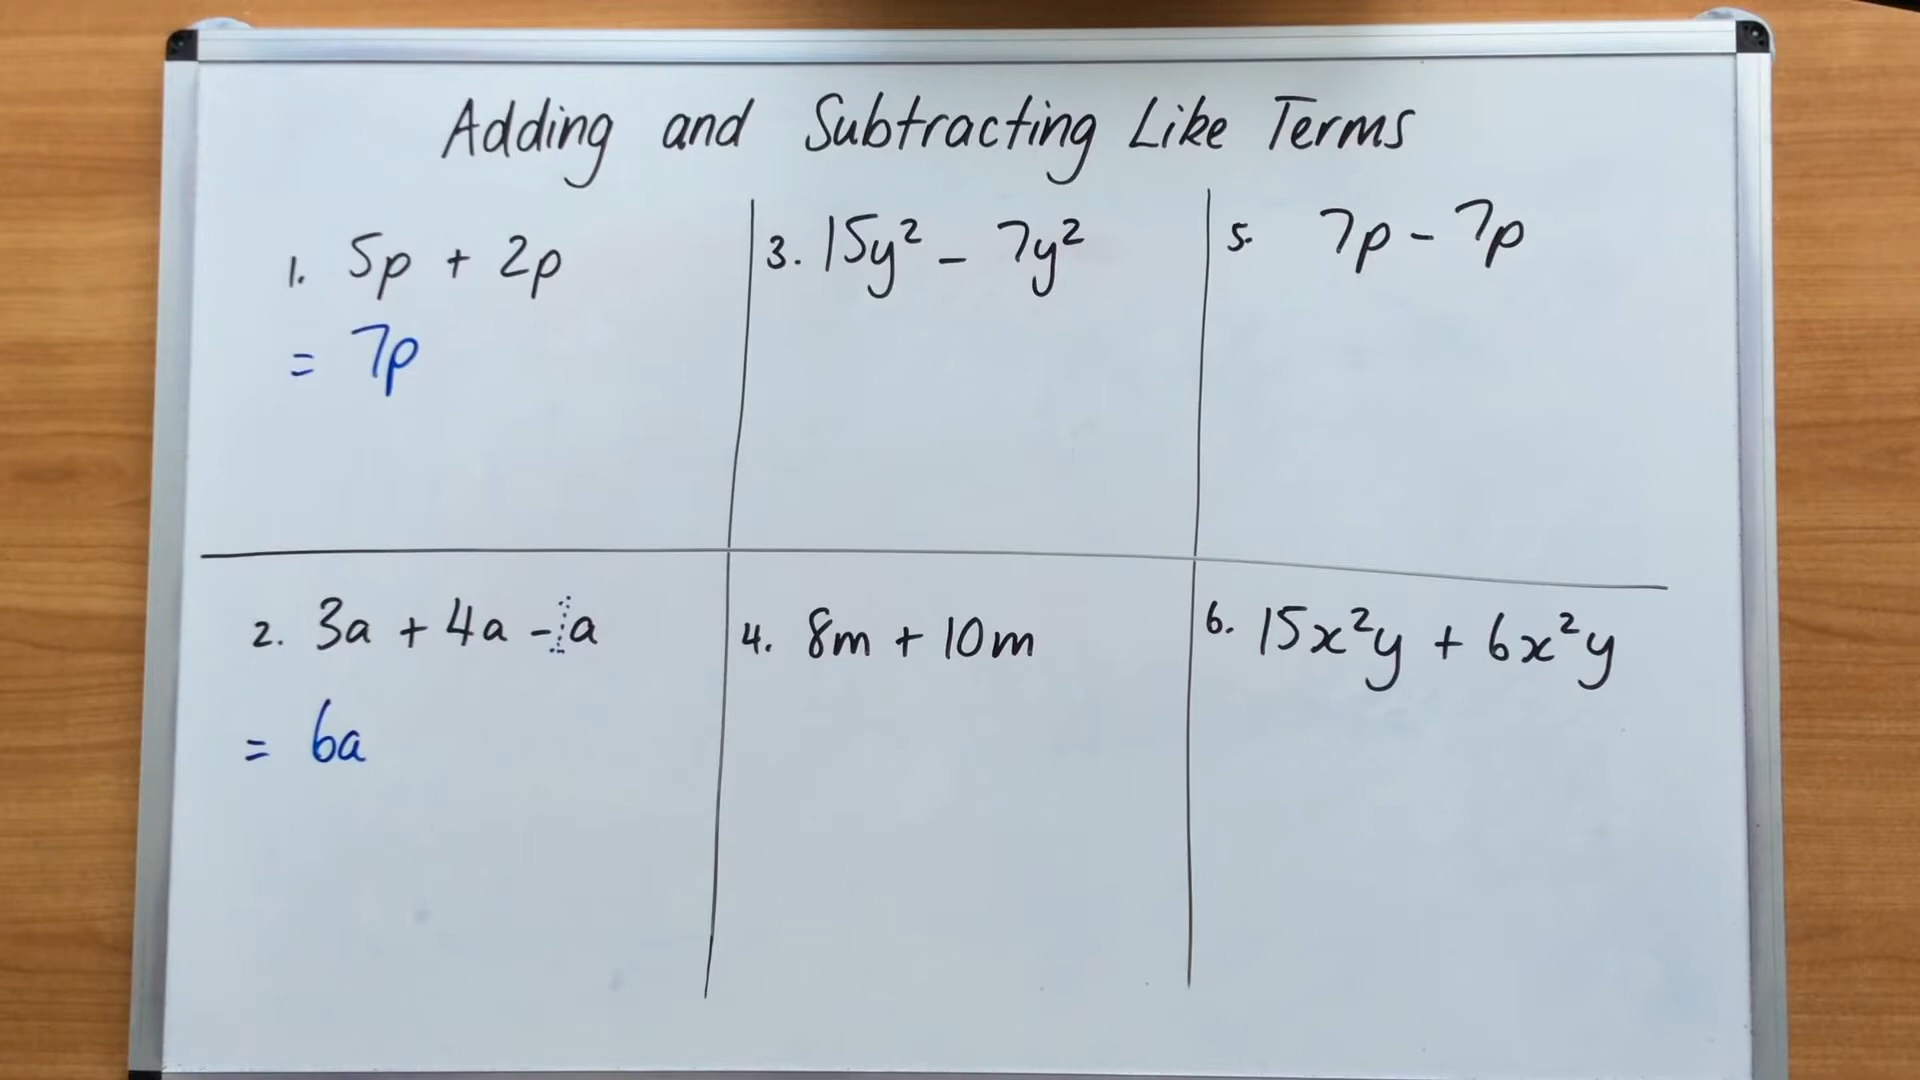 Adding and Subtracting Like Terms
1. 5p + 2p
= 7p
2. 3a + 4a - 1a
= 6a
3. 15y² - 7y²
4. 8m + 10m
5. 7p - 7p
6. 15x²y + 6x²y